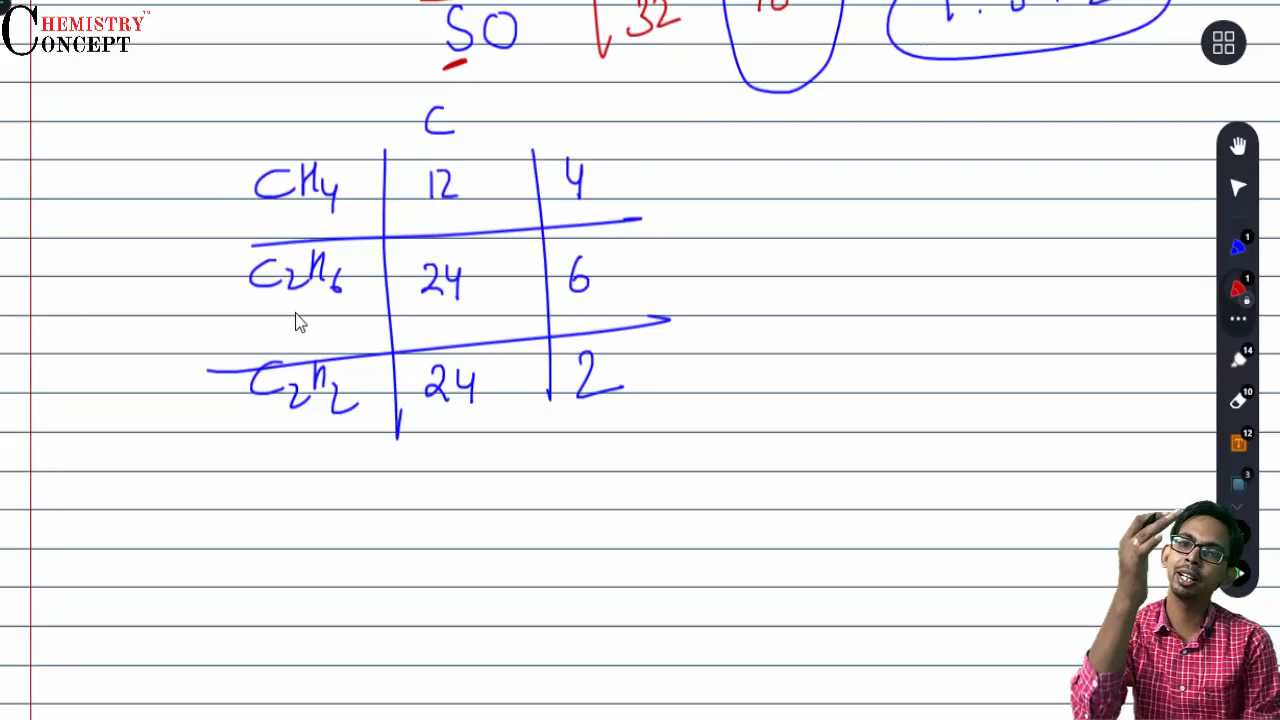 CHEMISTRY
CONCEPT
SO 32
C
CH4 12 4
C2H6 24 6
C2H2 24 2